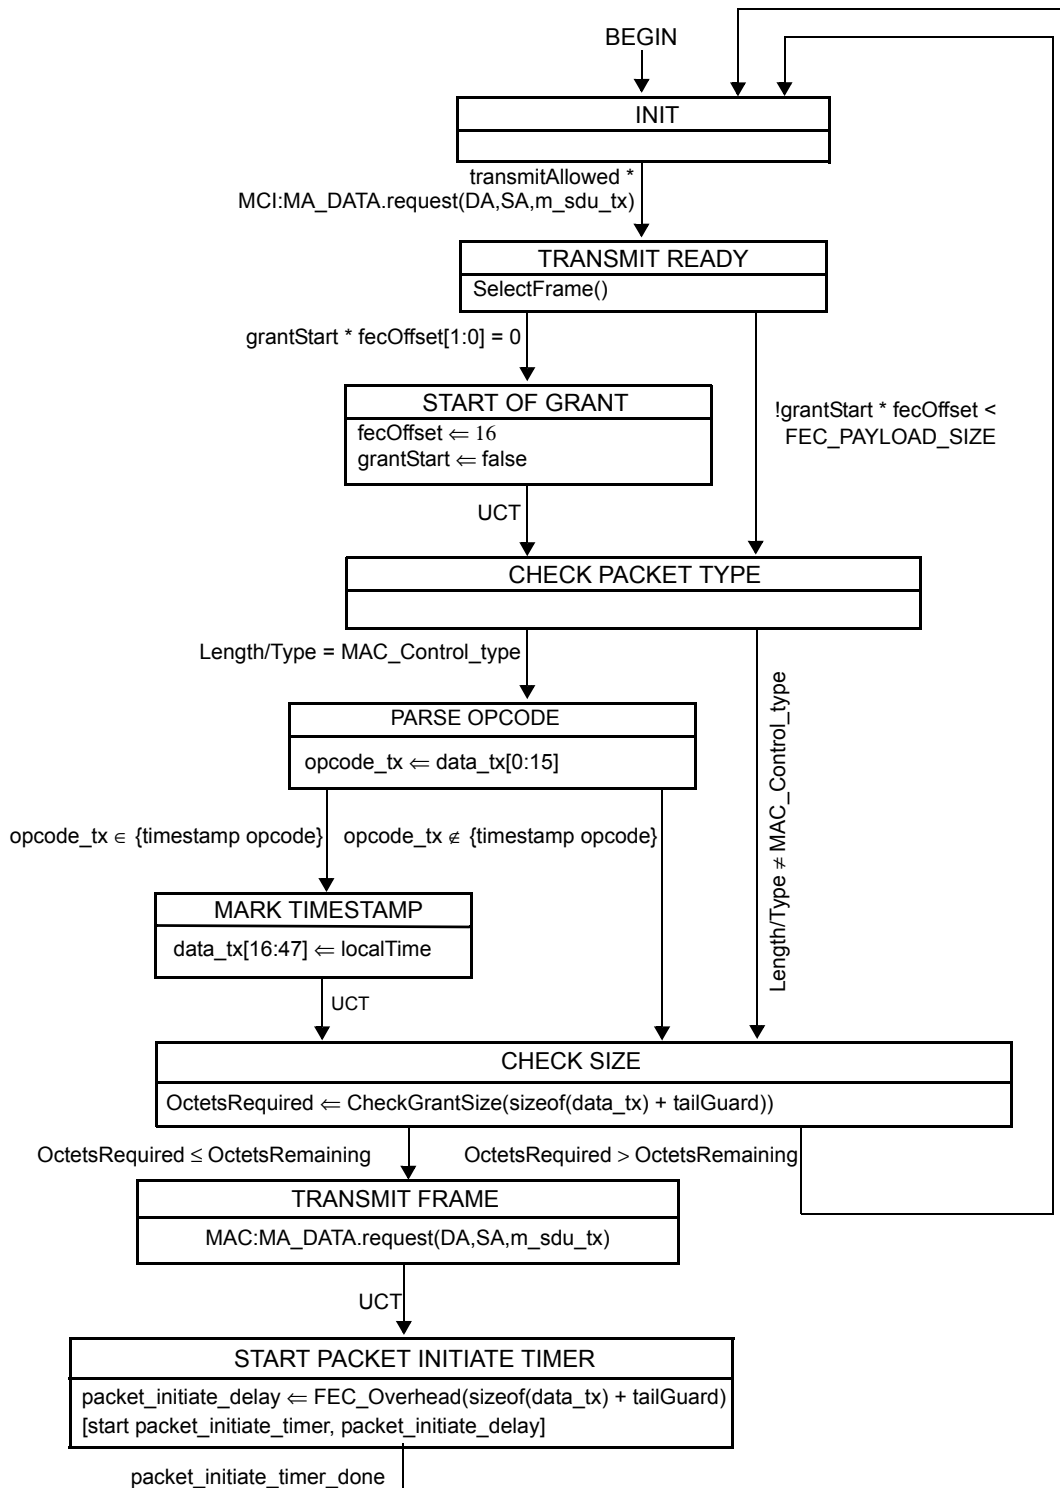 BEGIN
INIT
transmitAllowed *
MCI:MA_DATA.request(DA,SA,m_sdu_tx)
TRANSMIT READY
SelectFrame()
grantStart * fecOffset[1:0] = 0
!grantStart * fecOffset <
FEC_PAYLOAD_SIZE
START OF GRANT
fecOffset ⇐ 16
grantStart ⇐ false
UCT
CHECK PACKET TYPE
Length/Type = MAC_Control_type
Length/Type ≠ MAC_Control_type
PARSE OPCODE
opcode_tx ⇐ data_tx[0:15]
opcode_tx ∈ {timestamp opcode}
opcode_tx ∉ {timestamp opcode}
MARK TIMESTAMP
data_tx[16:47] ⇐ localTime
UCT
CHECK SIZE
OctetsRequired ⇐ CheckGrantSize(sizeof(data_tx) + tailGuard))
OctetsRequired ≤ OctetsRemaining
OctetsRequired > OctetsRemaining
TRANSMIT FRAME
MAC:MA_DATA.request(DA,SA,m_sdu_tx)
UCT
START PACKET INITIATE TIMER
packet_initiate_delay ⇐ FEC_Overhead(sizeof(data_tx) + tailGuard)
[start packet_initiate_timer, packet_initiate_delay]
packet_initiate_timer_done